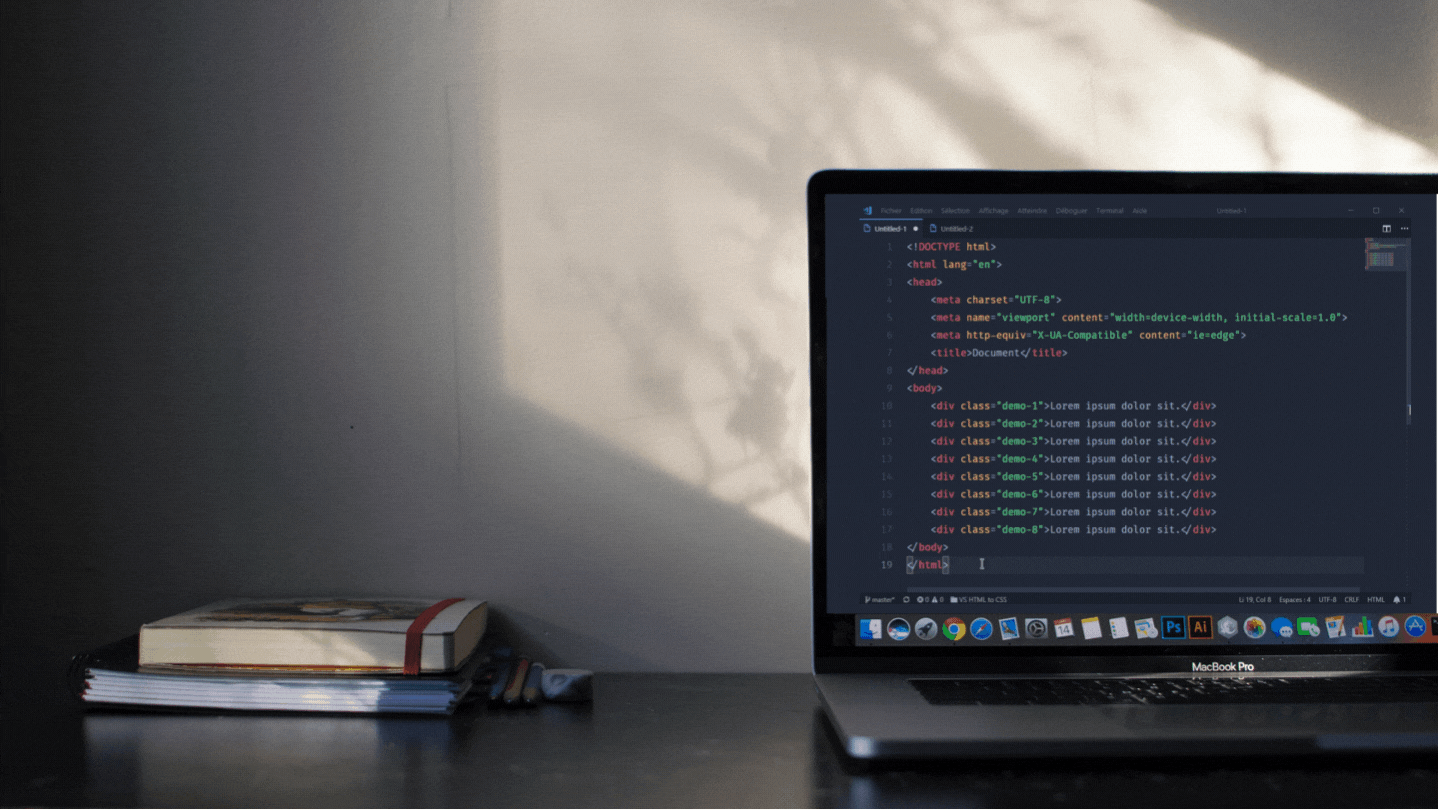 Fichier Edition Sélection Affichage Atteindre Déboguer Terminal Aide Untitled-1
Untitled-1 Untitled-2
1 <!DOCTYPE html>
2 <html lang="en">
3 <head>
4 <meta charset="UTF-8">
5 <meta name="viewport" content="width=device-width, initial-scale=1.0">
6 <meta http-equiv="X-UA-Compatible" content="ie=edge">
7 <title>Document</title>
8 </head>
9 <body>
10 <div class="demo-1">Lorem ipsum dolor sit.</div>
11 <div class="demo-2">Lorem ipsum dolor sit.</div>
12 <div class="demo-3">Lorem ipsum dolor sit.</div>
13 <div class="demo-4">Lorem ipsum dolor sit.</div>
14 <div class="demo-5">Lorem ipsum dolor sit.</div>
15 <div class="demo-6">Lorem ipsum dolor sit.</div>
16 <div class="demo-7">Lorem ipsum dolor sit.</div>
17 <div class="demo-8">Lorem ipsum dolor sit.</div>
18 </body>
19 </html>
master* 0 0 VS HTML to CSS Li 19, Col 8 Espaces : 4 UTF-8 CRLF HTML 1
14 Ps Ai
MacBook Pro